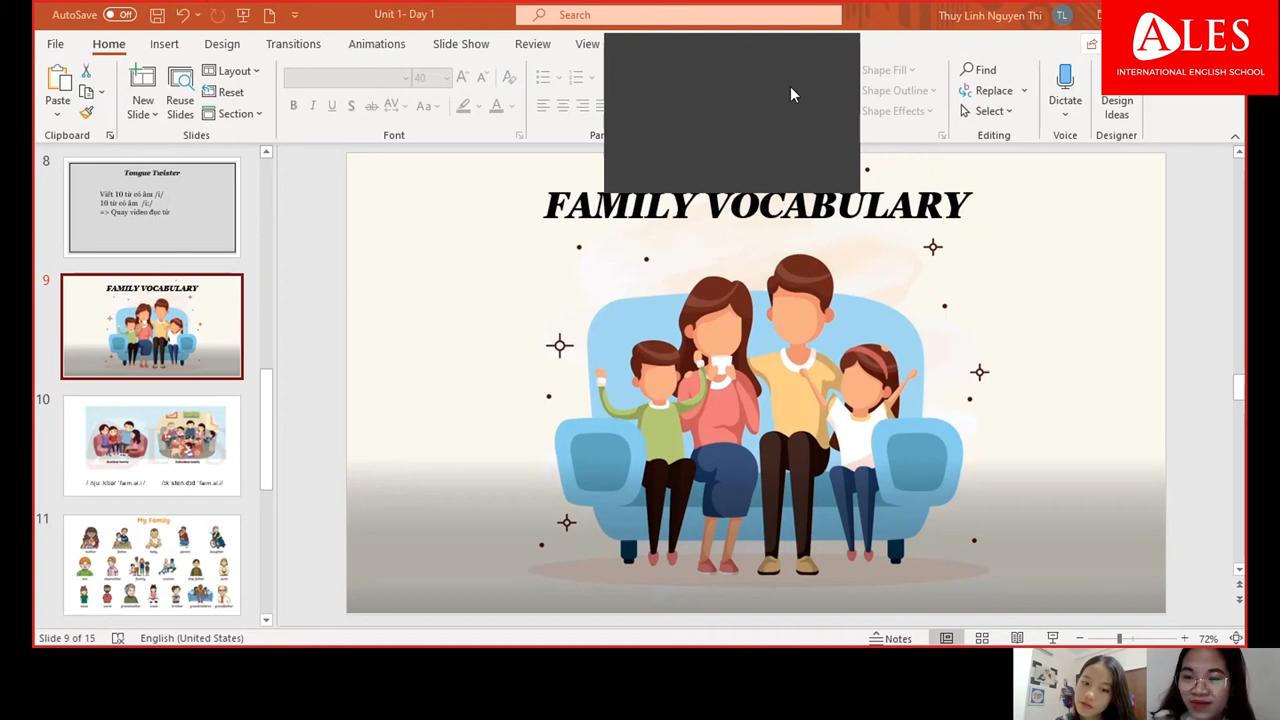 AutoSave Off
Unit 1- Day 1
Search
Thuy Linh Nguyen Thi
TL
ALES
INTERNATIONAL ENGLISH SCHOOL
File Home Insert Design Transitions Animations Slide Show Review View
Paste
New Slide
Reuse Slides
Layout
Reset
Section
40
Shape Fill
Shape Outline
Shape Effects
Find
Replace
Select
Dictate
Design Ideas
Clipboard
Slides
Font
Editing
Voice
Designer
8
Tongue Twister
Viết 10 từ có âm /i/
10 từ có âm /i:/
=> Quay video đọc từ
9
FAMILY VOCABULARY
10
11
My Family
FAMILY VOCABULARY
Slide 9 of 15
English (United States)
Notes
72%